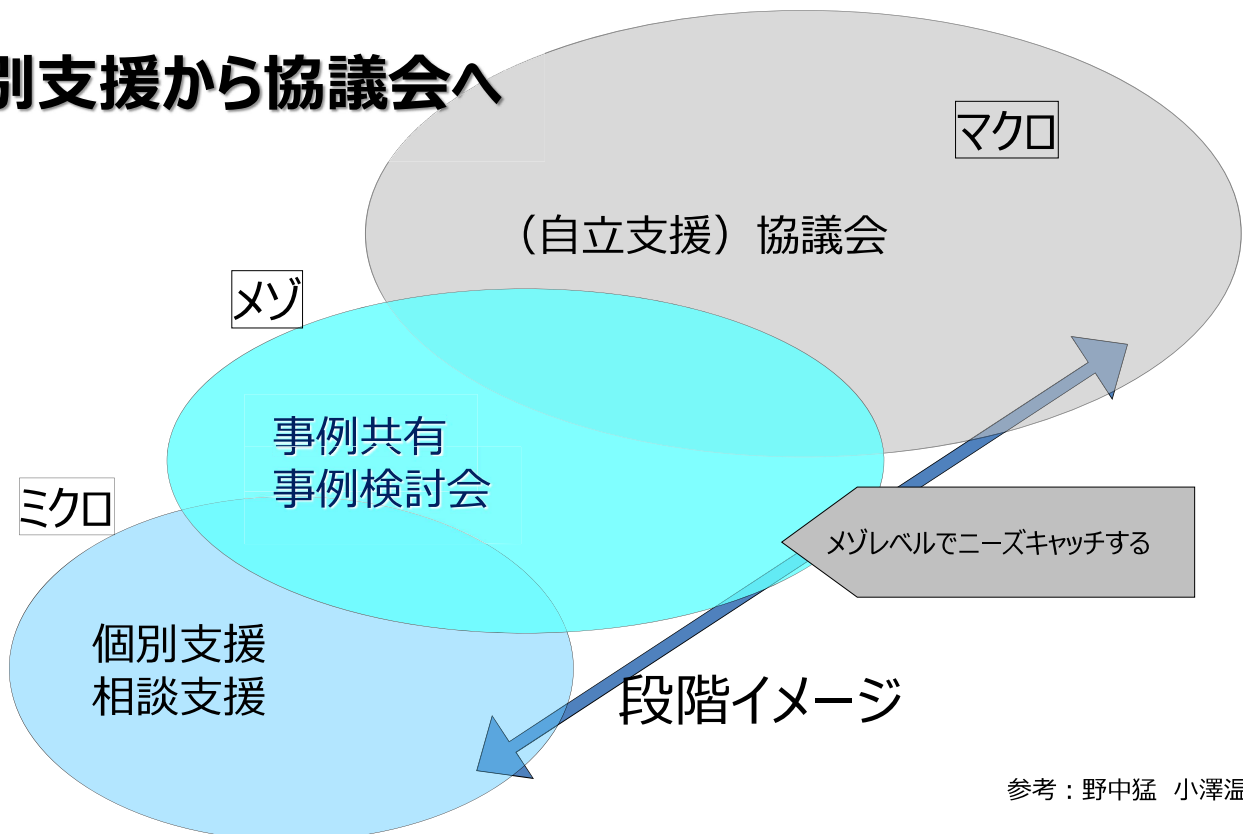 別支援から協議会へ
マクロ
（自立支援）協議会
メゾ
事例共有
事例検討会
ミクロ
メゾレベルでニーズキャッチする
個別支援
相談支援
段階イメージ
参考：野中猛 小澤温